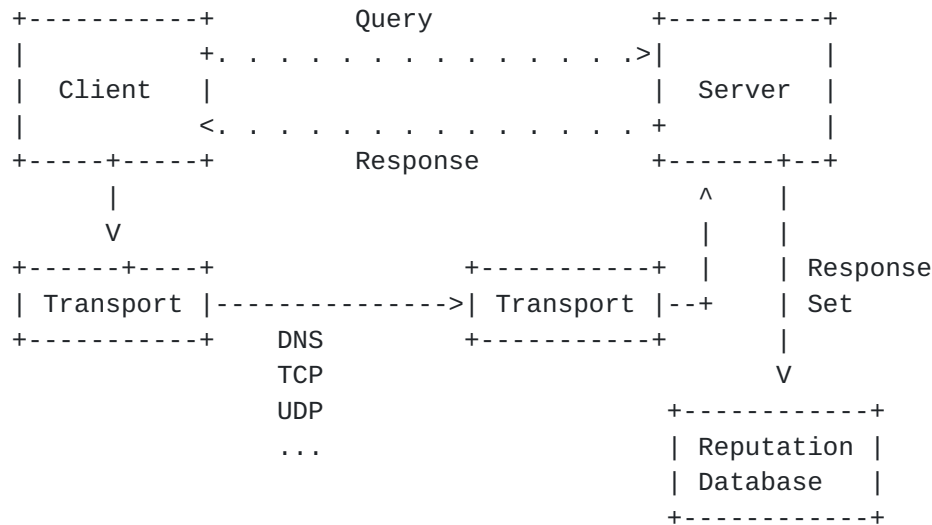 Query
Client Server
Response
Response
Transport Transport Set
DNS
TCP
UDP
...
Reputation
Database